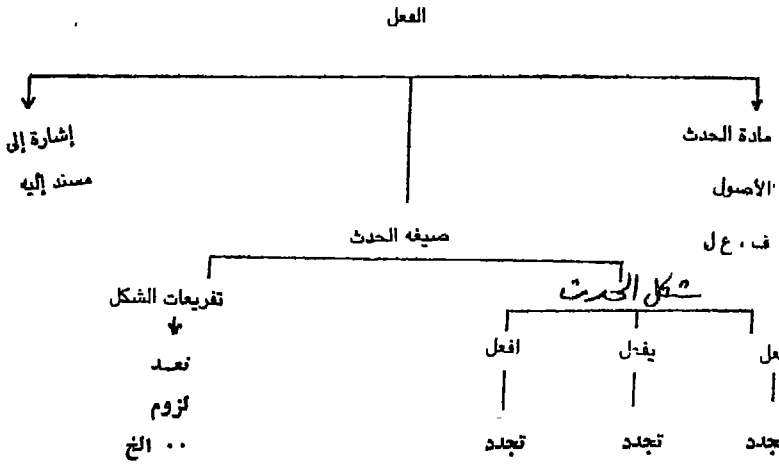 الفعل
مادة الحدث
الأصول
ف ، ع ل
إشارة إلى
مسند إليه
صيغه الحدث
شكل الحدث
يفعل
افعل
تجدد
تجدد
تفريعات الشكل
لزوم
٠٠ الخ